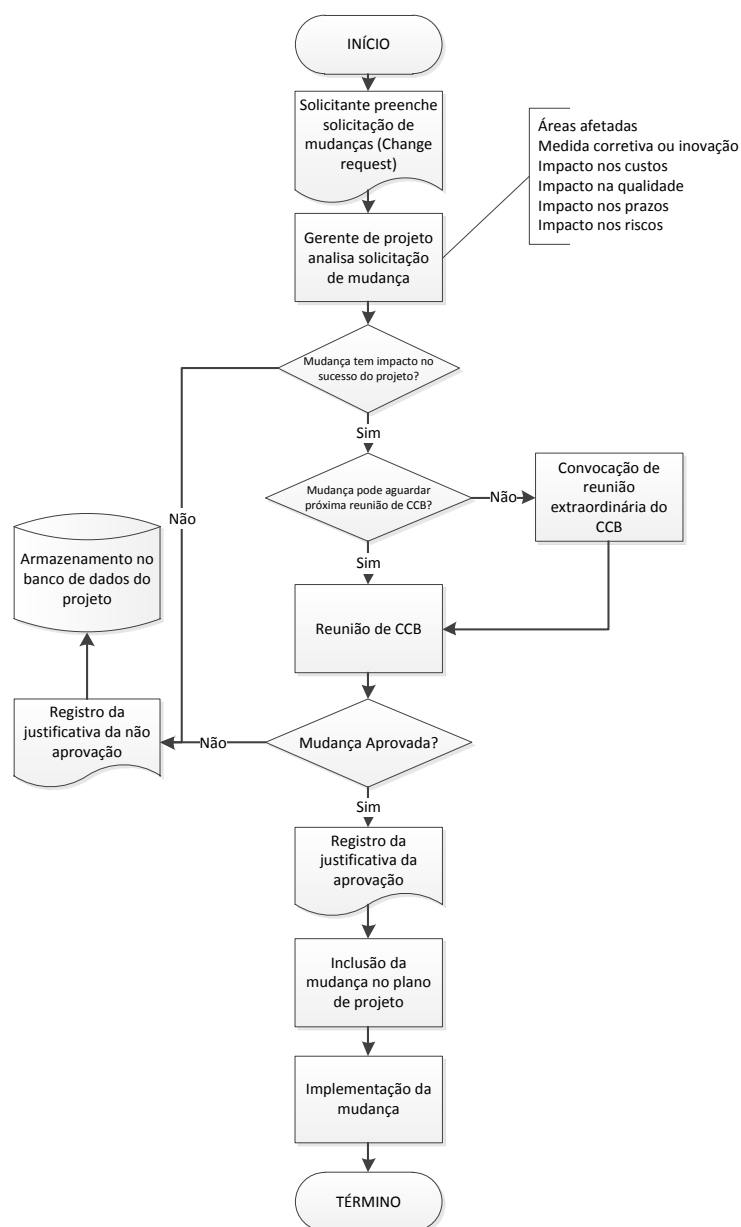 INÍCIO
Solicitante preenche
solicitação de
mudanças (Change
request)
Áreas afetadas
Medida corretiva ou inovação
Impacto nos custos
Impacto na qualidade
Impacto nos prazos
Impacto nos riscos
Gerente de projeto
analisa solicitação
de mudança
Mudança tem impacto no
sucesso do projeto?
Sim
Não
Mudança pode aguardar
próxima reunião de CCB?
Não
Convocação de
reunião
extraordinária do
CCB
Sim
Reunião de CCB
Armazenamento no
banco de dados do
projeto
Registro da
justificativa da não
aprovação
Não
Mudança Aprovada?
Sim
Registro da
justificativa da
aprovação
Inclusão da
mudança no plano
de projeto
Implementação da
mudança
TÉRMINO